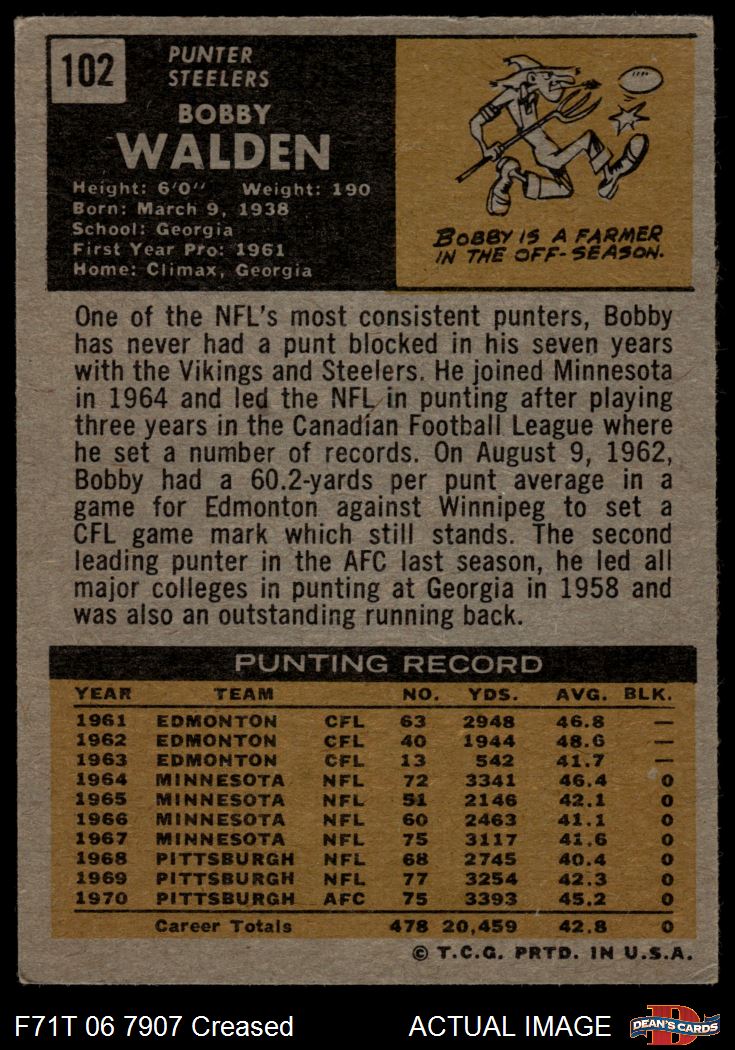 102
PUNTER
STEELERS
BOBBY
WALDEN
Height: 6'0" Weight: 190
Born: March 9, 1938
School: Georgia
First Year Pro: 1961
Home: Climax, Georgia
BOBBY IS A FARMER
IN THE OFF-SEASON.
One of the NFL's most consistent punters, Bobby
has never had a punt blocked in his seven years
with the Vikings and Steelers. He joined Minnesota
in 1964 and led the NFL in punting after playing
three years in the Canadian Football League where
he set a number of records. On August 9, 1962,
Bobby had a 60.2-yards per punt average in a
game for Edmonton against Winnipeg to set a
CFL game mark which still stands. The second
leading punter in the AFC last season, he led all
major colleges in punting at Georgia in 1958 and
was also an outstanding running back.
PUNTING RECORD
YEAR TEAM NO. YDS. AVG. BLK.
1961 EDMONTON CFL 63 2948 46.8 —
1962 EDMONTON CFL 40 1944 48.6 —
1963 EDMONTON CFL 13 542 41.7 —
1964 MINNESOTA NFL 72 3341 46.4 0
1965 MINNESOTA NFL 51 2146 42.1 0
1966 MINNESOTA NFL 60 2463 41.1 0
1967 MINNESOTA NFL 75 3117 41.6 0
1968 PITTSBURGH NFL 68 2745 40.4 0
1969 PITTSBURGH NFL 77 3254 42.3 0
1970 PITTSBURGH AFC 75 3393 45.2 0
Career Totals 478 20,459 42.8 0
© T.C.G. PRTD. IN U.S.A.
F71T 06 7907 Creased ACTUAL IMAGE
D
DEAN'S CARDS